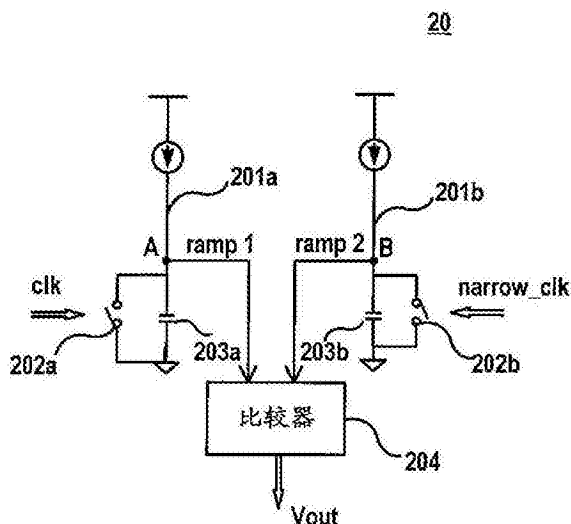 20
201a
201b
A
ramp 1
ramp 2
B
clk
narrow_clk
202a
203a
203b
202b
比较器
204
Vout